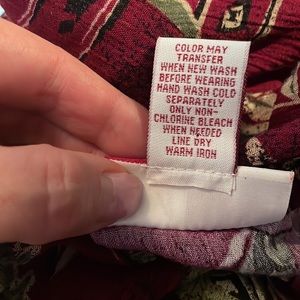 COLOR MAY
TRANSFER
WHEN NEW WASH
BEFORE WEARING
HAND WASH COLD
SEPARATELY
ONLY NON-
CHLORINE BLEACH
WHEN NEEDED
LINE DRY
WARM IRON